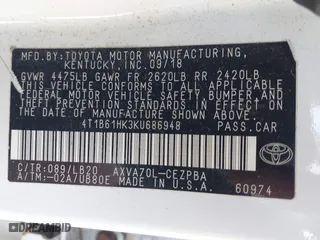 MFD.BY:TOYOTA MOTOR MANUFACTURING,
KENTUCKY, INC.09/18
GVWR 4475LB GAWR FR 2620LB RR 2420LB
THIS VEHICLE CONFORMS TO ALL APPLICABLE
FEDERAL MOTOR VEHICLE SAFETY, BUMPER, AND
THEFT PREVENTION STANDARDS IN EFFECT ON
THE DATE OF MANUFACTURE SHOWN ABOVE.
4T1B61HK3KU686948 PASS.CAR
C/TR:089/LB20 AXVA70L-CEZPBA
A/TM:-02A/UB80E MADE IN U.S.A.
TOYOTA
60974